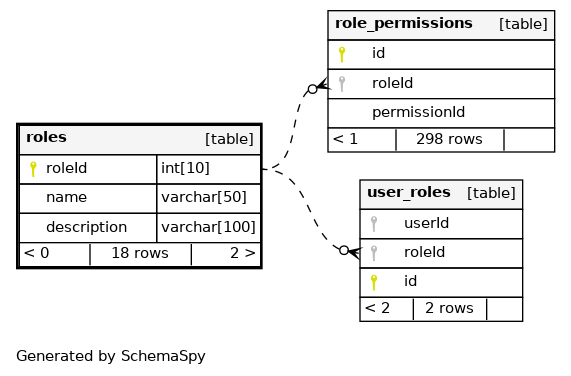 role_permissions [table]
id
roleId
permissionId
< 1 298 rows
roles [table]
roleId int[10]
name varchar[50]
description varchar[100]
< 0 18 rows 2 >
user_roles [table]
userId
roleId
id
< 2 2 rows
Generated by SchemaSpy